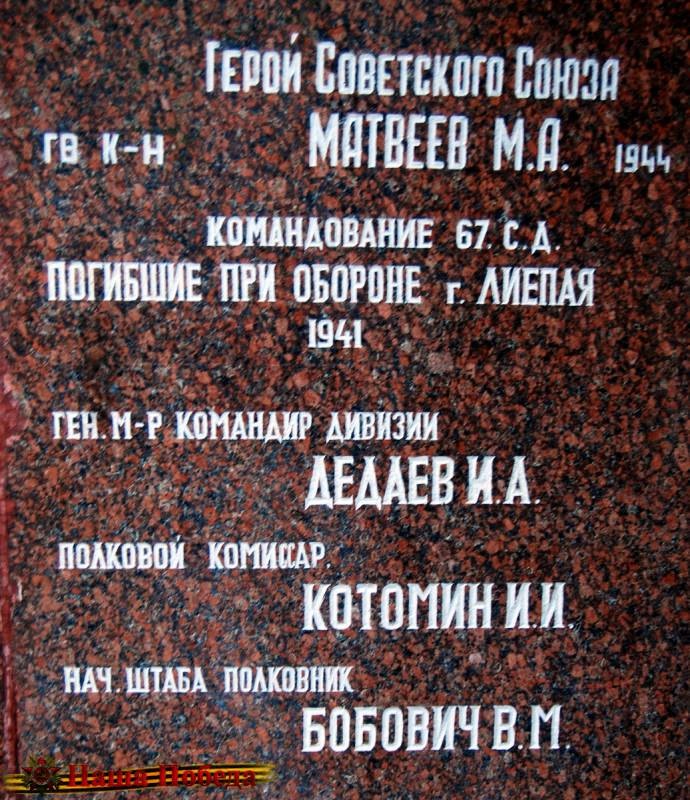 Герой Советского Союза
ГВ К-Н МАТВЕЕВ М.А. 1944
КОМАНДОВАНИЕ 67. С.Д.
ПОГИБШИЕ ПРИ ОБОРОНЕ г. ЛИЕПАЯ
1941
ГЕН. М-Р КОМАНДИР ДИВИЗИИ
ДЕДАЕВ И.А.
ПОЛКОВОЙ КОМИССАР.
КОТОМИН И.И.
НАЧ. ШТАБА ПОЛКОВНИК
БОБОВИЧ В.М.
Наша Победа